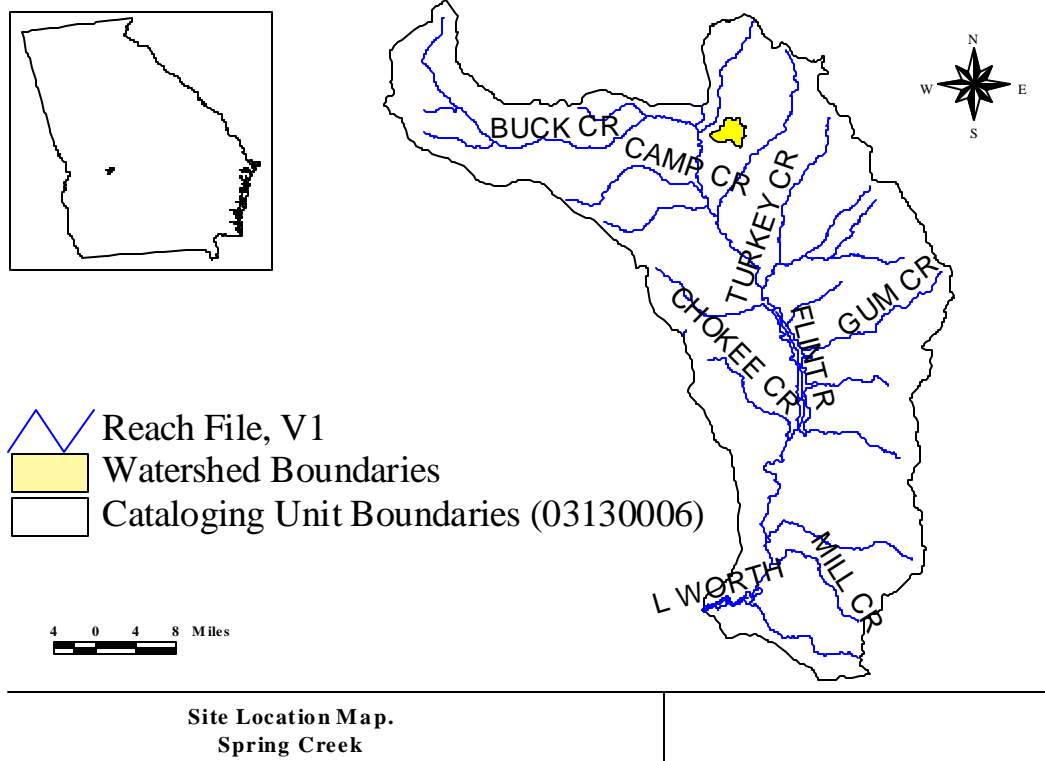 N
W
E
S
BUCK CR
CAMP CR
TURKEY CR
GUM CR
CHOKEE CR
FLINT R
MILL CR
L WORTH
Reach File, V1
Watershed Boundaries
Cataloging Unit Boundaries (03130006)
4 0 4 8 Miles
Site Location Map.
Spring Creek